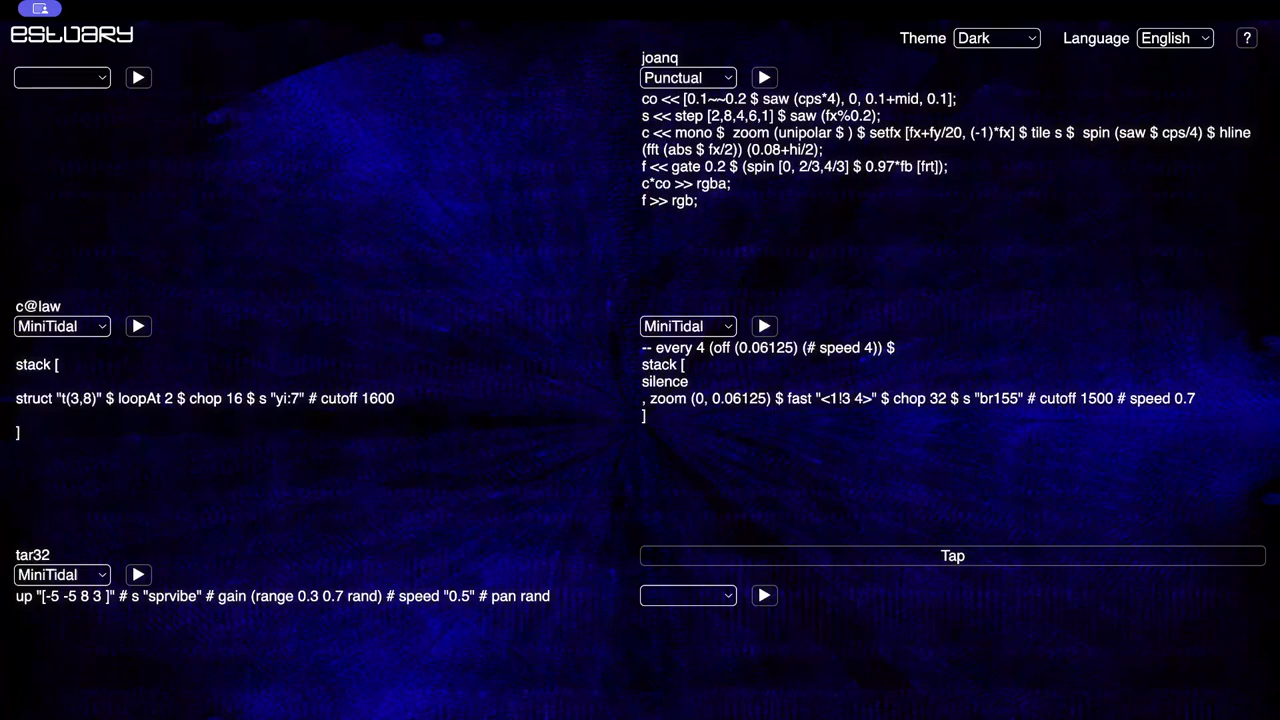 estuary
Theme Dark Language English ?
joanq
Punctual
co << [0.1~~0.2 $ saw (cps*4), 0, 0.1+mid, 0.1];
s << step [2,8,4,6,1] $ saw (fx%0.2);
c << mono $  zoom (unipolar $ ) $ setfx [fx+fy/20, (-1)*fx] $ tile s $  spin (saw $ cps/4) $ hline
(fft (abs $ fx/2)) (0.08+hi/2);
f << gate 0.2 $ (spin [0, 2/3,4/3] $ 0.97*fb [frt]);
c*co >> rgba;
f >> rgb;
c@law
MiniTidal
stack [
struct "t(3,8)" $ loopAt 2 $ chop 16 $ s "yi:7" # cutoff 1600
]
MiniTidal
-- every 4 (off (0.06125) (# speed 4)) $
stack [
silence
, zoom (0, 0.06125) $ fast "<1!3 4>" $ chop 32 $ s "br155" # cutoff 1500 # speed 0.7
]
tar32
MiniTidal
up "[-5 -5 8 3 ]" # s "sprvibe" # gain (range 0.3 0.7 rand) # speed "0.5" # pan rand
Tap